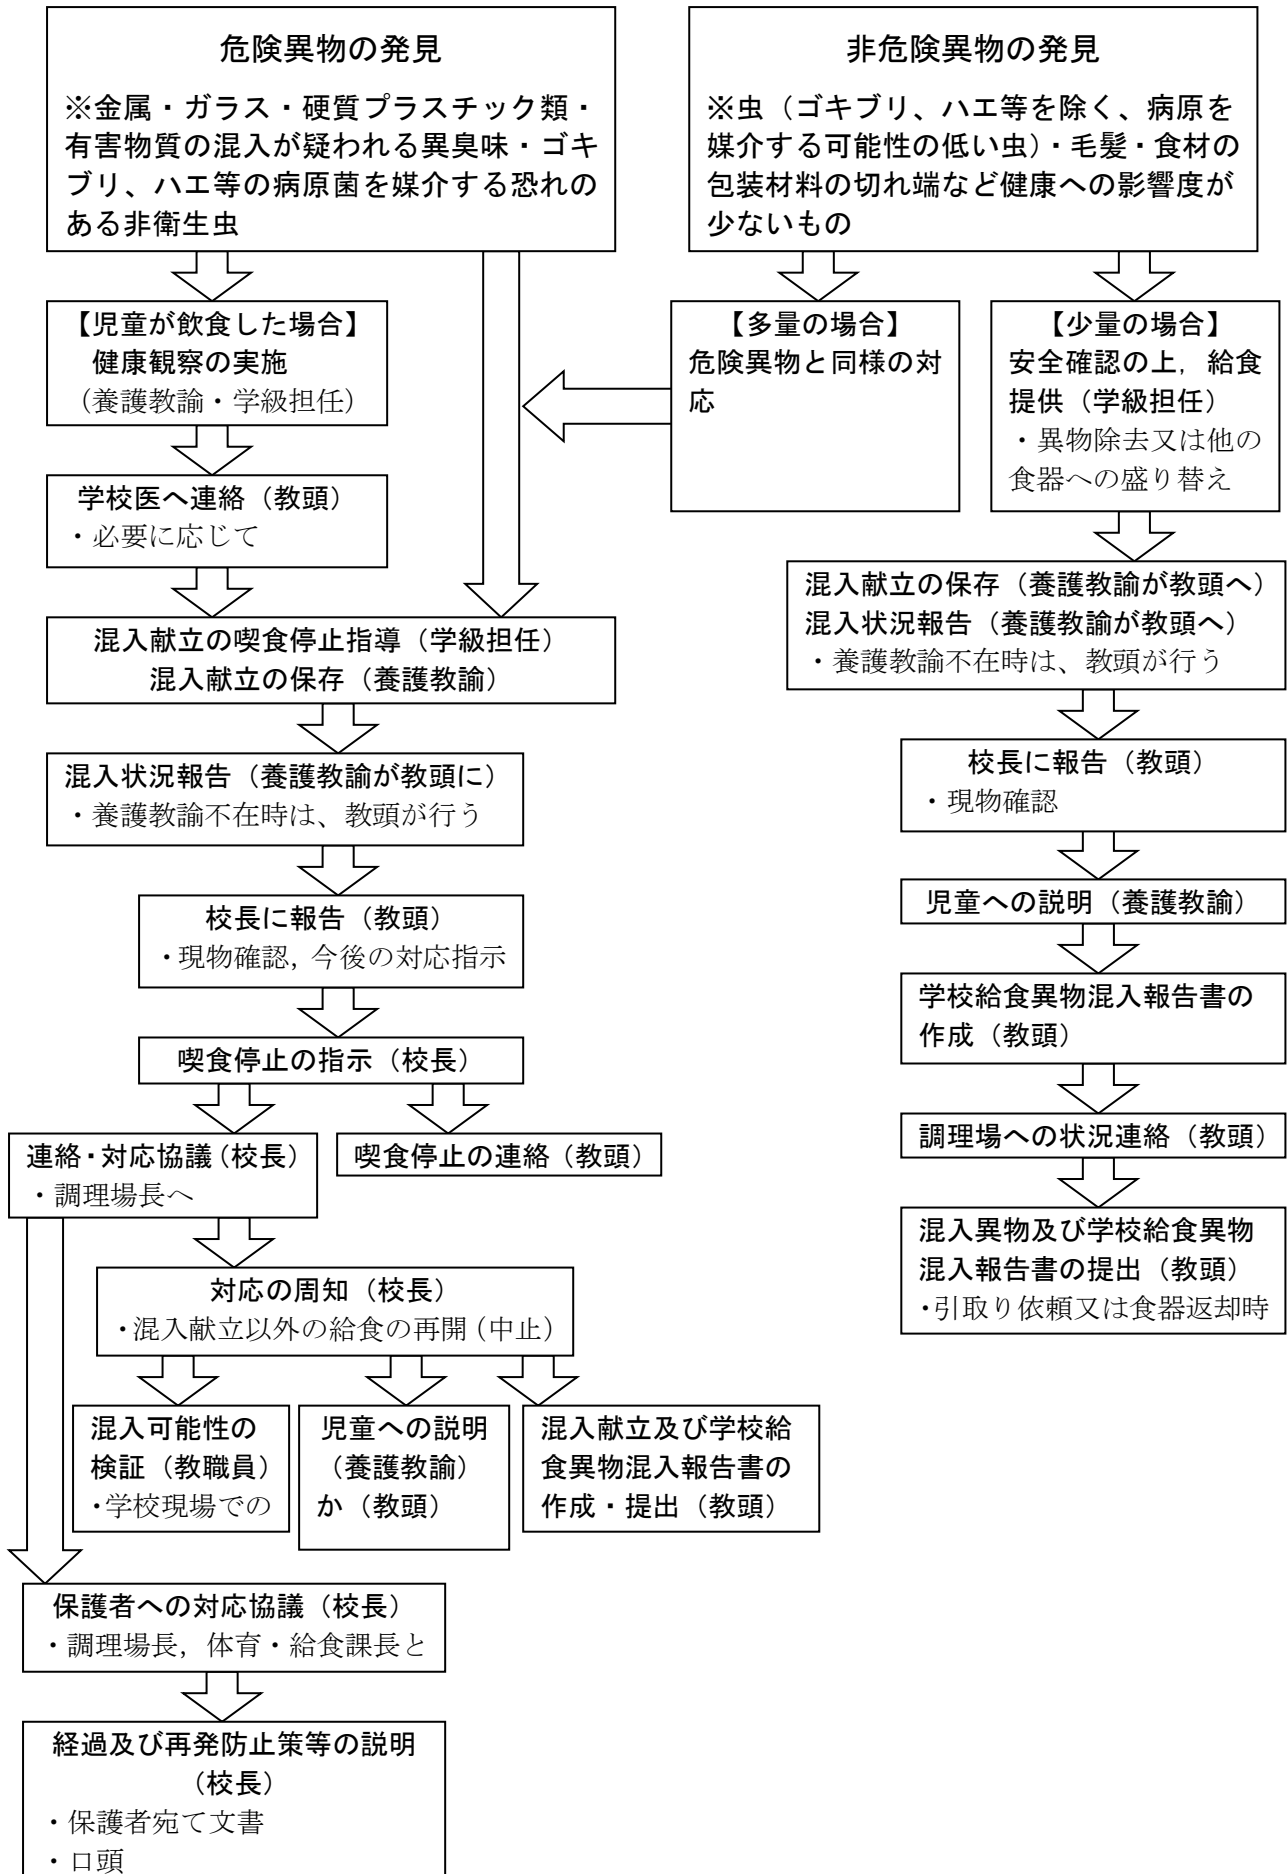 危険異物の発見
※金属・ガラス・硬質プラスチック類・
有害物質の混入が疑われる異臭味・ゴキ
ブリ、ハエ等の病原菌を媒介する恐れの
ある非衛生虫
非危険異物の発見
※虫（ゴキブリ、ハエ等を除く、病原を
媒介する可能性の低い虫）・毛髪・食材の
包装材料の切れ端など健康への影響度が
少ないもの
【児童が飲食した場合】
健康観察の実施
（養護教諭・学級担任）
【多量の場合】
危険異物と同様の対
応
【少量の場合】
安全確認の上，給食
提供（学級担任）
・異物除去又は他の
食器への盛り替え
学校医へ連絡（教頭）
・必要に応じて
混入献立の喫食停止指導（学級担任）
混入献立の保存（養護教諭）
混入献立の保存（養護教諭が教頭へ）
混入状況報告（養護教諭が教頭へ）
・養護教諭不在時は、教頭が行う
混入状況報告（養護教諭が教頭に）
・養護教諭不在時は、教頭が行う
校長に報告（教頭）
・現物確認
校長に報告（教頭）
・現物確認，今後の対応指示
児童への説明（養護教諭）
学校給食異物混入報告書の
作成（教頭）
喫食停止の指示（校長）
連絡・対応協議（校長）
・調理場長へ
喫食停止の連絡（教頭）
調理場への状況連絡（教頭）
混入異物及び学校給食異物
混入報告書の提出（教頭）
・引取り依頼又は食器返却時
対応の周知（校長）
・混入献立以外の給食の再開（中止）
混入可能性の
検証（教職員）
・学校現場での
児童への説明
（養護教諭）
か（教頭）
混入献立及び学校給
食異物混入報告書の
作成・提出（教頭）
保護者への対応協議（校長）
・調理場長，体育・給食課長と
経過及び再発防止策等の説明
（校長）
・保護者宛て文書
・口頭